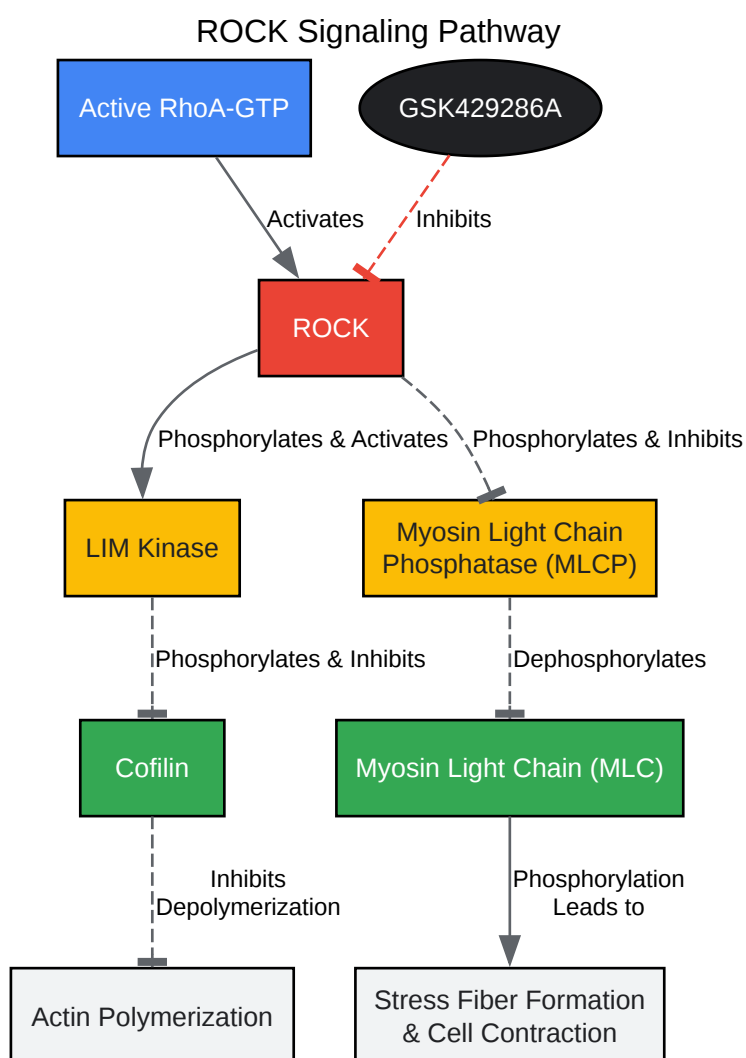 ROCK Signaling Pathway
Active RhoA-GTP
GSK429286A
Activates
Inhibits
ROCK
Phosphorylates & Activates
Phosphorylates & Inhibits
LIM Kinase
Myosin Light Chain
Phosphatase (MLCP)
Phosphorylates & Inhibits
Dephosphorylates
Cofilin
Myosin Light Chain (MLC)
Inhibits
Depolymerization
Phosphorylation
Leads to
Actin Polymerization
Stress Fiber Formation
& Cell Contraction